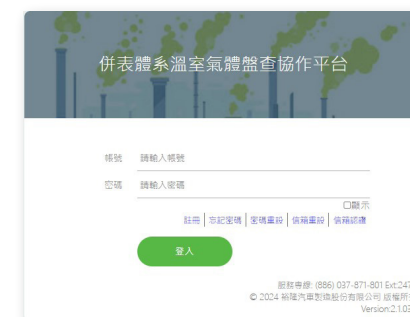 併表體系溫室氣體盤查協作平台
帳號 請輸入帳號
密碼 請輸入密碼
顯示
註冊 | 忘記密碼 | 密碼重設 | 信箱重設 | 信箱認證
登入
服務專線: (886) 037-871-801 Ext:247
© 2024 裕隆汽車製造股份有限公司 版權所
Version:2.1.03